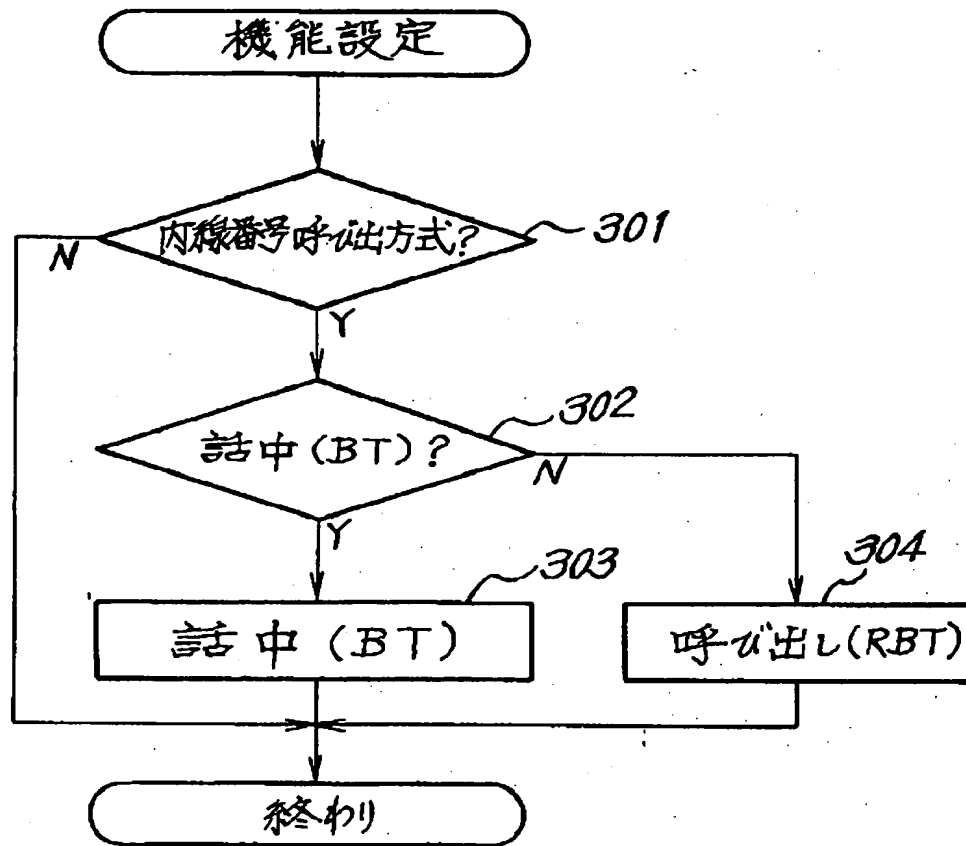 機能設定
内線番号呼び出方式?
301
N
Y
302
話中(BT)?
N
Y
303
304
話中(BT)
呼び出し(RBT)
終わり